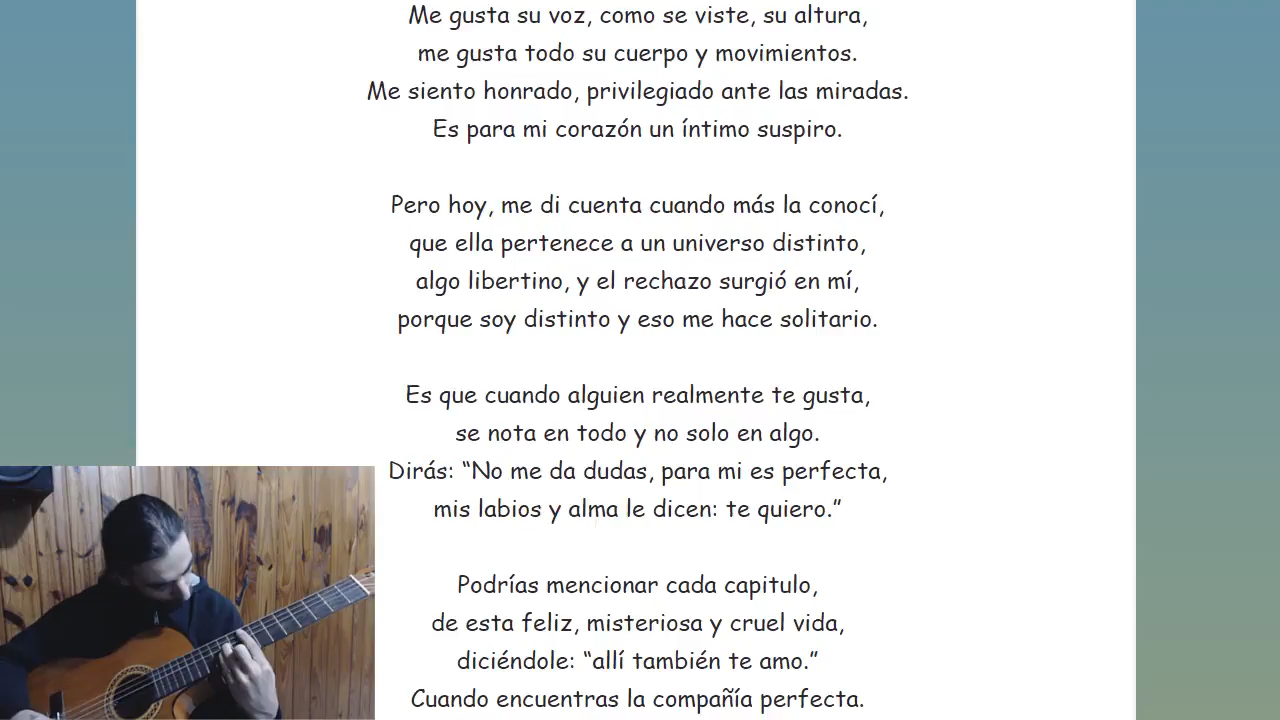 Me gusta su voz, como se viste, su altura,
me gusta todo su cuerpo y movimientos.
Me siento honrado, privilegiado ante las miradas.
Es para mi corazón un íntimo suspiro.
Pero hoy, me di cuenta cuando más la conocí,
que ella pertenece a un universo distinto,
algo libertino, y el rechazo surgió en mí,
porque soy distinto y eso me hace solitario.
Es que cuando alguien realmente te gusta,
se nota en todo y no solo en algo.
Dirás: “No me da dudas, para mi es perfecta,
mis labios y alma le dicen: te quiero.”
Podrías mencionar cada capitulo,
de esta feliz, misteriosa y cruel vida,
diciéndole: “allí también te amo.”
Cuando encuentras la compañía perfecta.